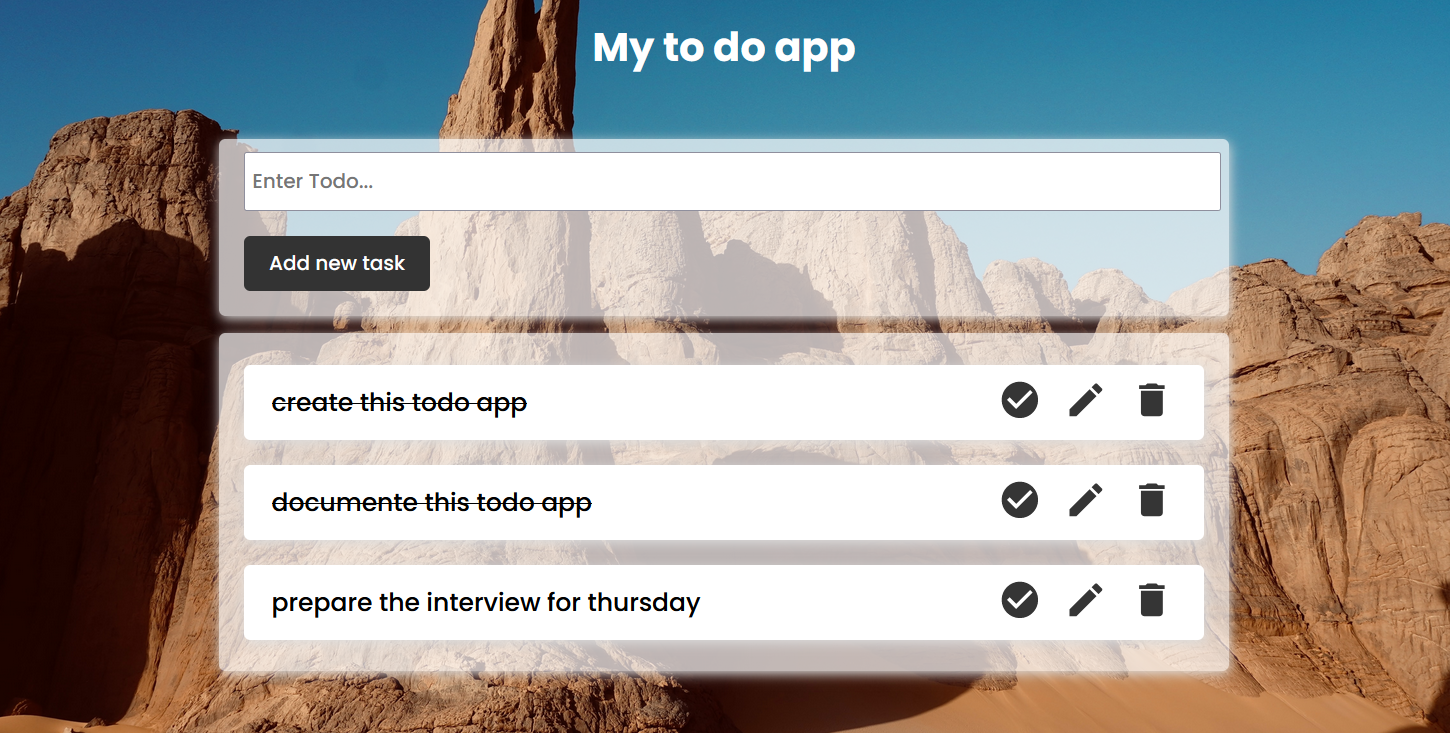 My to do app
Enter Todo...
Add new task
create this todo app
documente this todo app
prepare the interview for thursday